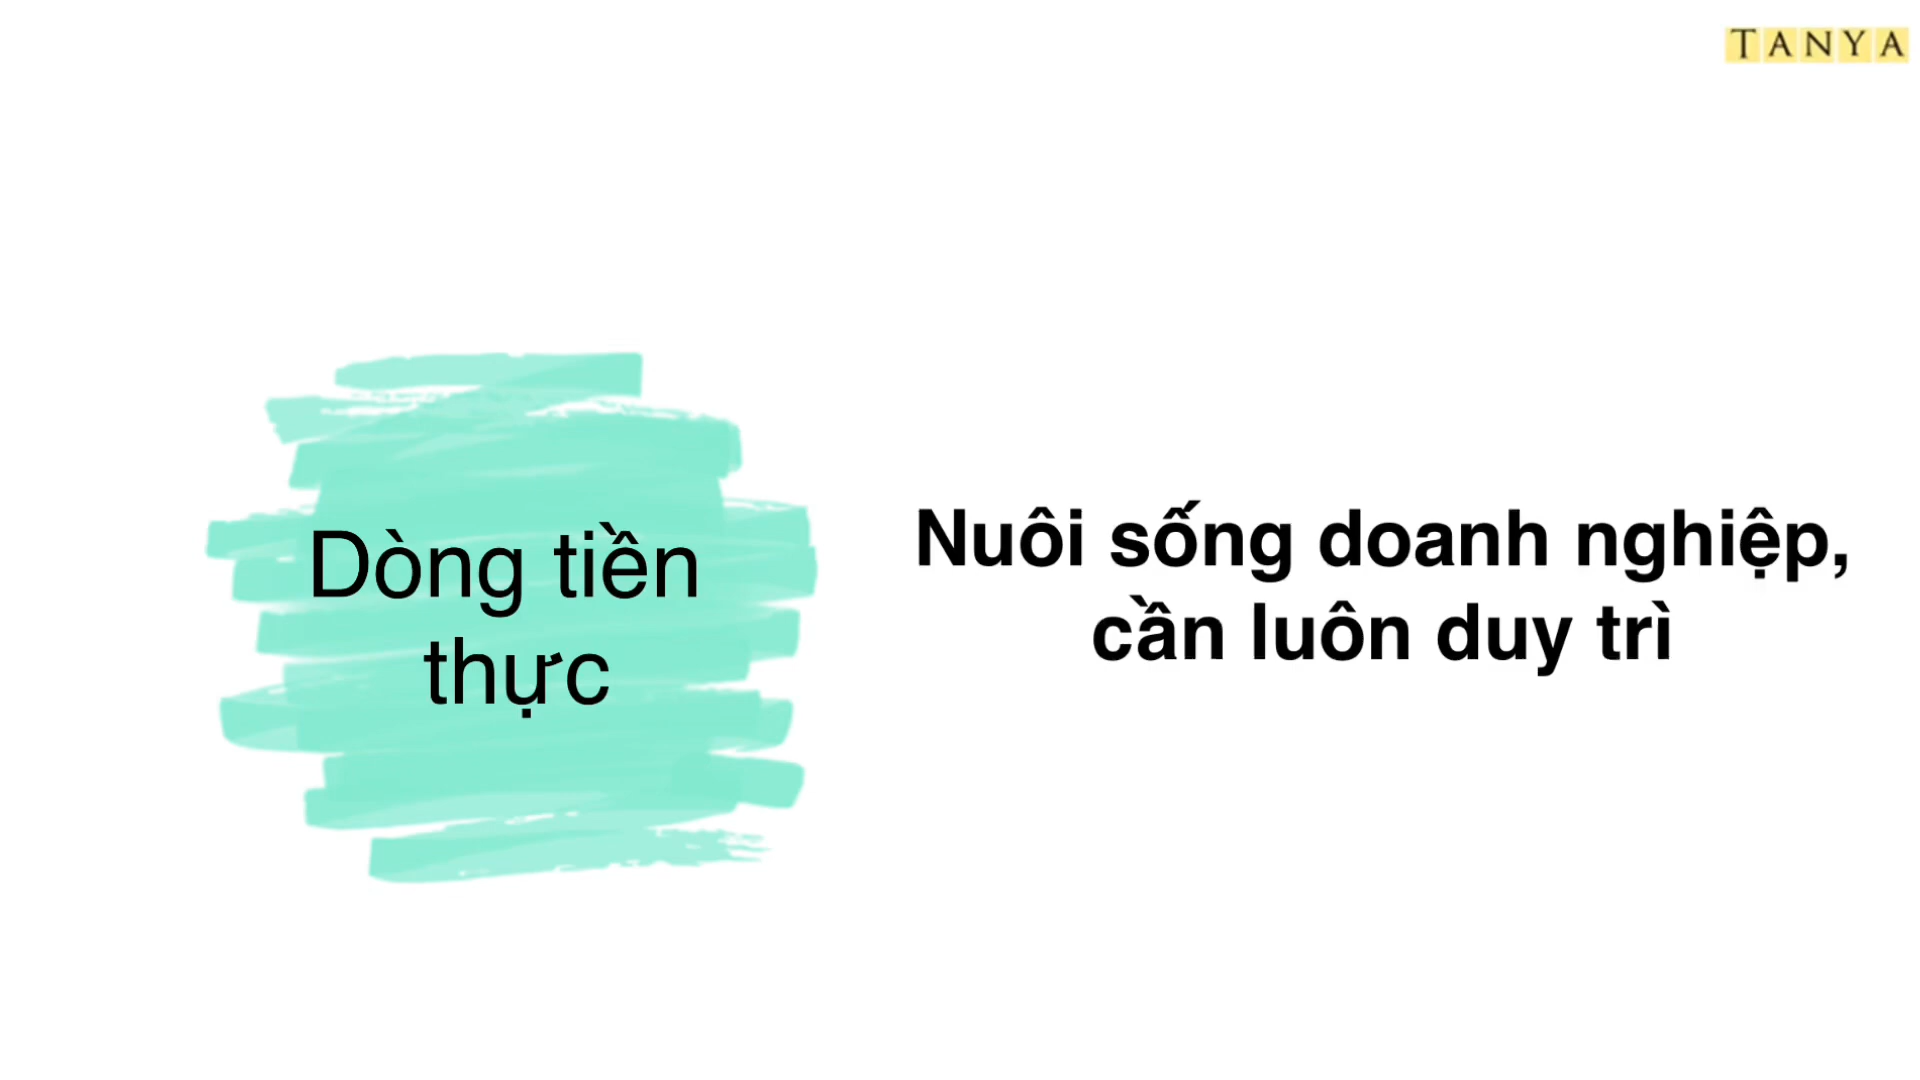 TANYA
Dòng tiền
thực
Nuôi sống doanh nghiệp,
cần luôn duy trì